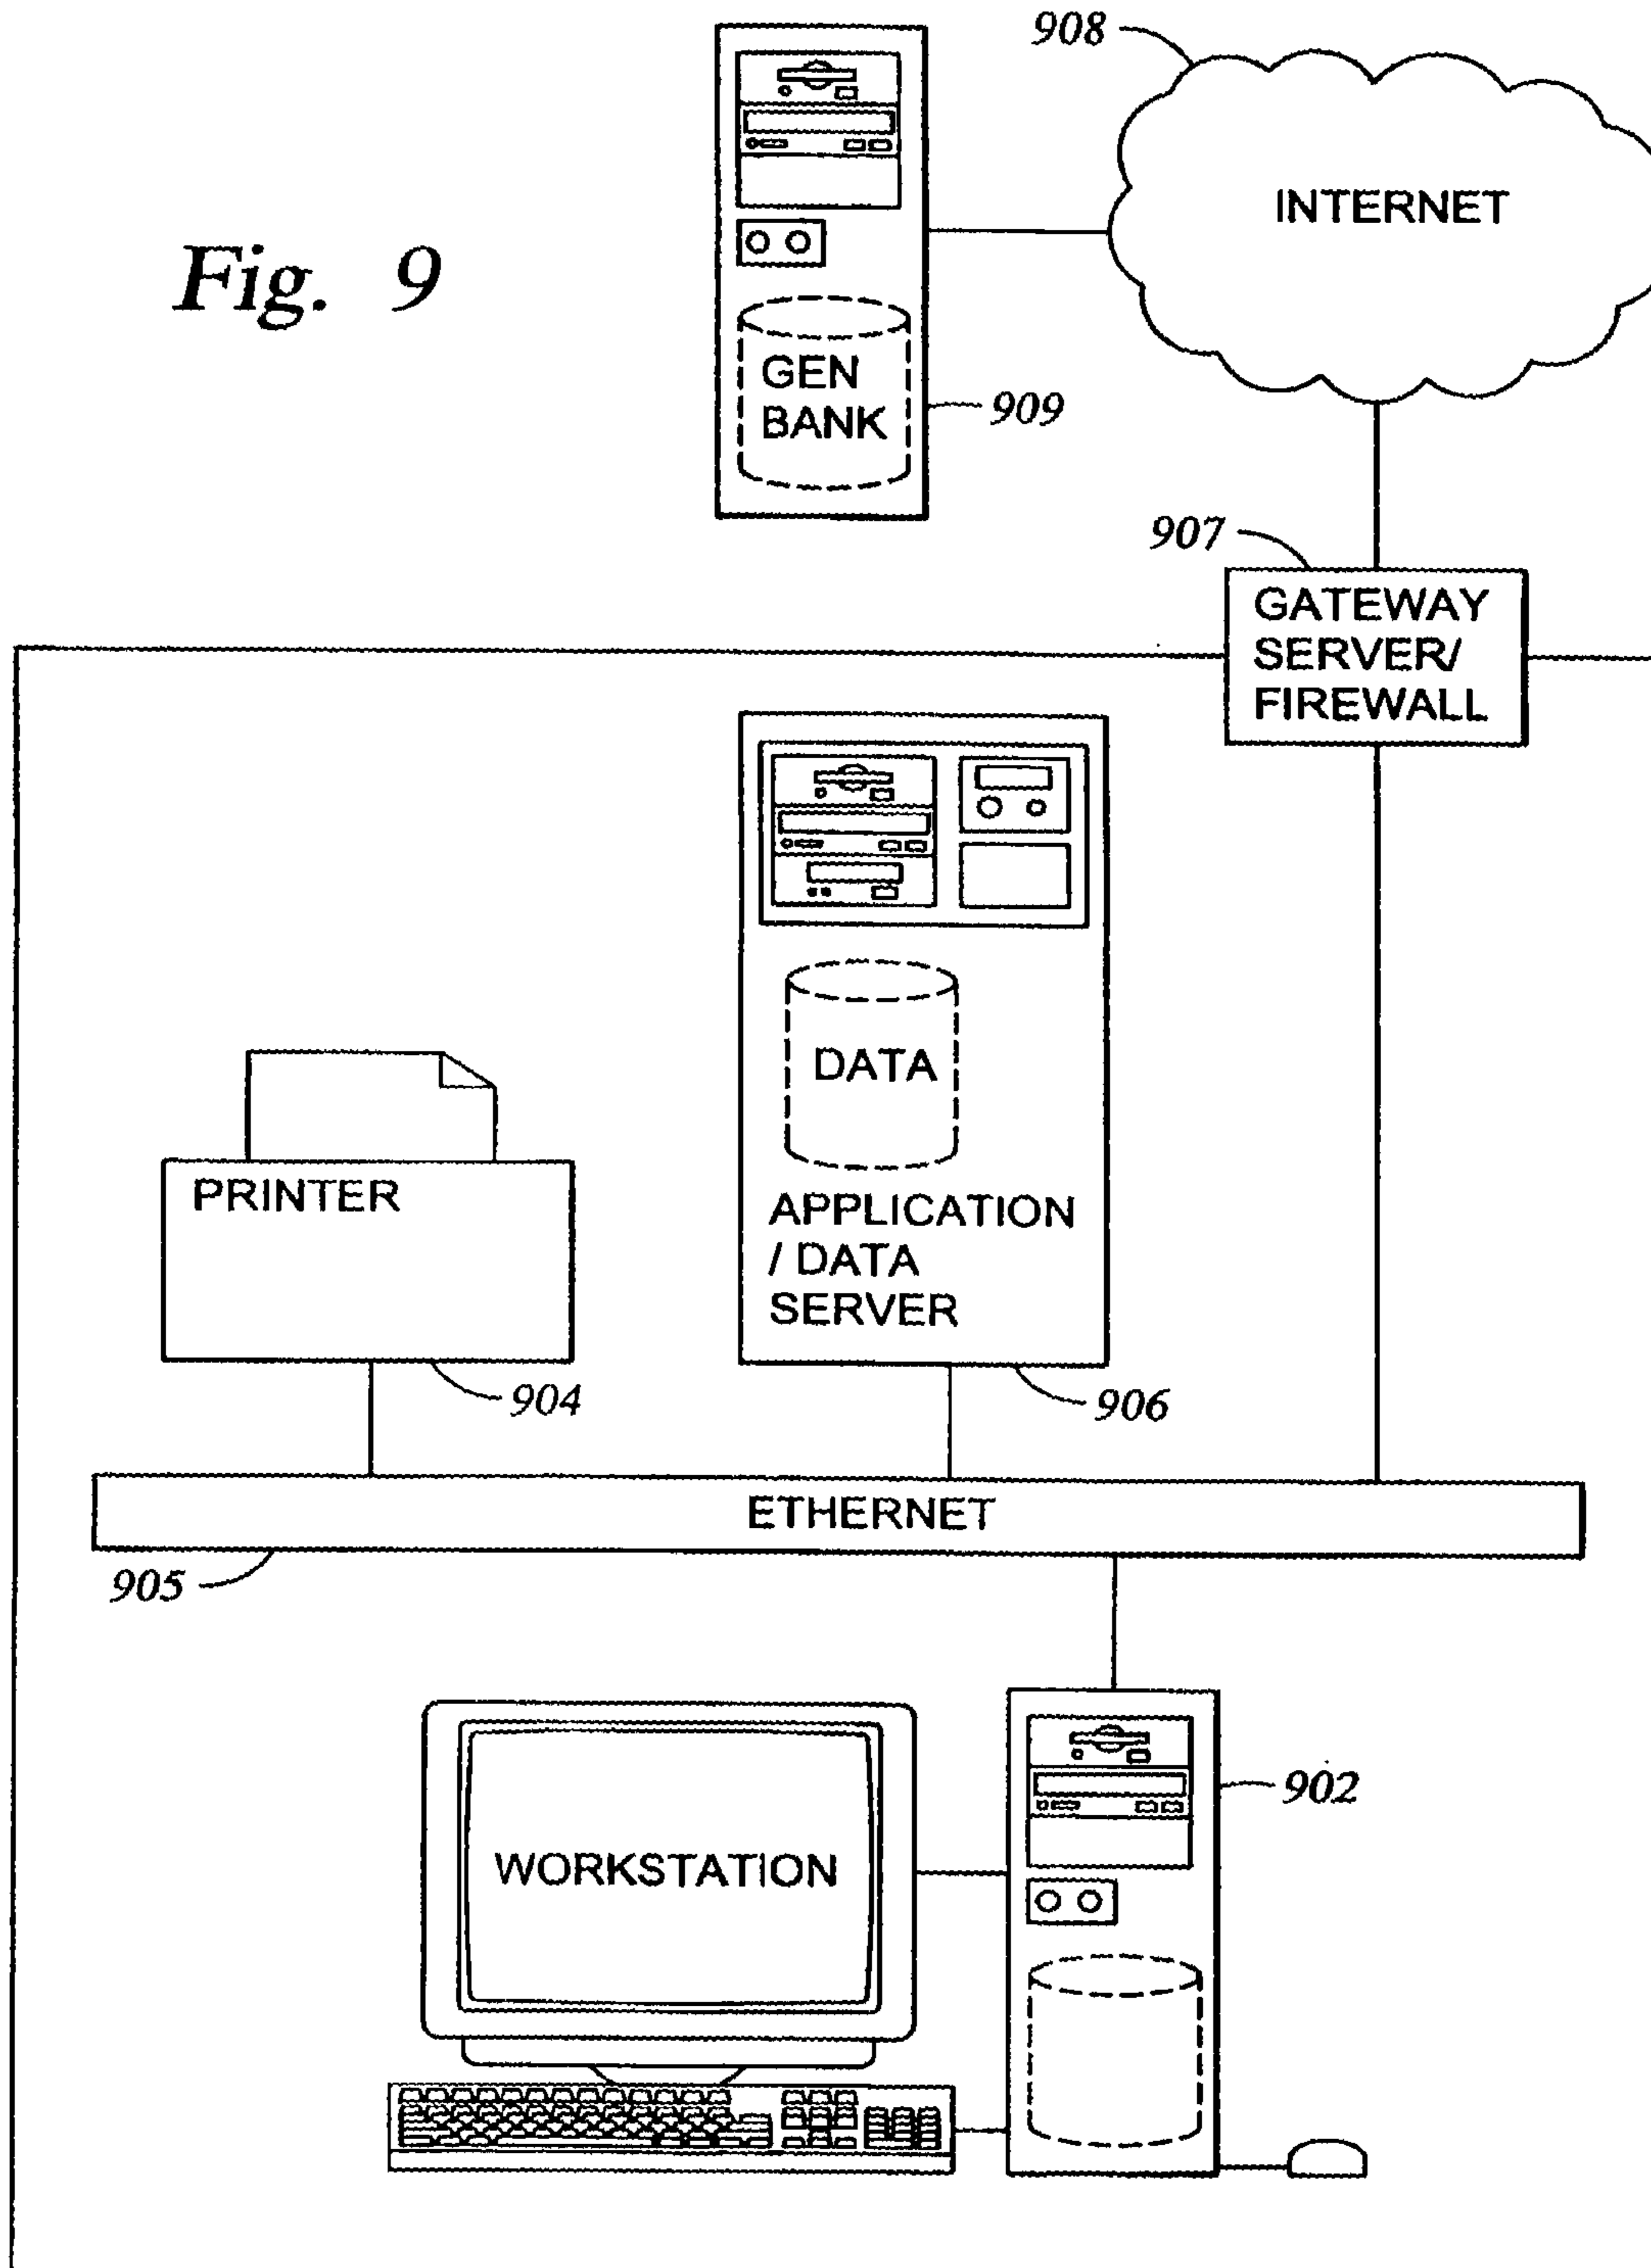 Fig. 9
908
INTERNET
GEN
BANK
909
907
GATEWAY
SERVER/
FIREWALL
DATA
PRINTER
APPLICATION
/ DATA
SERVER
904
906
ETHERNET
905
902
WORKSTATION